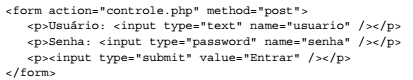 <form action="controle.php" method="post">
   <p>Usuário: <input type="text" name="usuario" /></p>
   <p>Senha: <input type="password" name="senha" /></p>
   <p><input type="submit" value="Entrar" /></p>
</form>